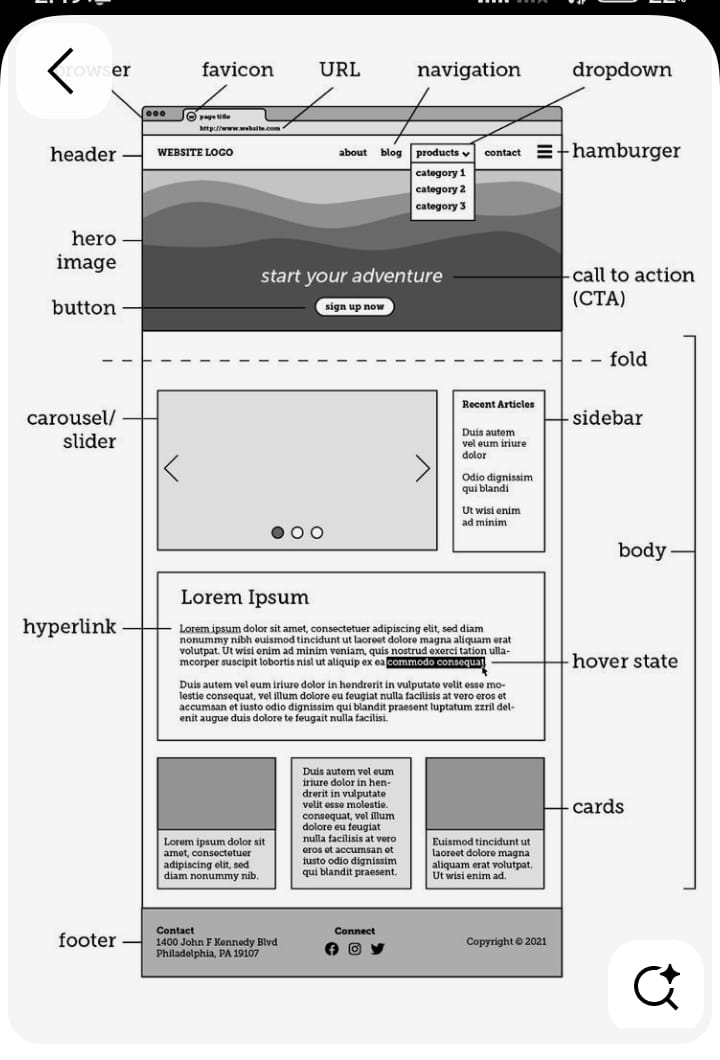 browser favicon URL navigation dropdown
page title
http://www.website.com
header WEBSITE LOGO about blog products contact hamburger
category 1
category 2
category 3
hero
image
start your adventure call to action
(CTA)
button sign up now
fold
carousel/
slider
Recent Articles sidebar
Duis autem
vel eum iriure
dolor
Odio dignissim
qui blandi
Ut wisi enim
ad minim
body
Lorem Ipsum
hyperlink Lorem ipsum dolor sit amet, consectetuer adipiscing elit, sed diam
nonummy nibh euismod tincidunt ut laoreet dolore magna aliquam erat
volutpat. Ut wisi enim ad minim veniam, quis nostrud exerci tation ulla-
mcorper suscipit lobortis nisl ut aliquip ex ea commodo consequat hover state
Duis autem vel eum iriure dolor in hendrerit in vulputate velit esse mo-
lestie consequat, vel illum dolore eu feugiat nulla facilisis at vero eros et
accumsan et iusto odio dignissim qui blandit praesent luptatum zzril del-
enit augue duis dolore te feugait nulla facilisi.
Lorem ipsum dolor sit
amet, consectetuer
adipiscing elit, sed
diam nonummy nib.
Duis autem vel eum
iriure dolor in hen-
drerit in vulputate
velit esse molestie.
consequat, vel illum
dolore eu feugiat
nulla facilisis at vero
eros et accumsan et
iusto odio dignissim
qui blandit praesent.
Euismod tincidunt ut
laoreet dolore magna
aliquam erat volutpat.
Ut wisi enim ad.
cards
footer
Contact
1400 John F Kennedy Blvd
Philadelphia, PA 19107
Connect
Copyright © 2021